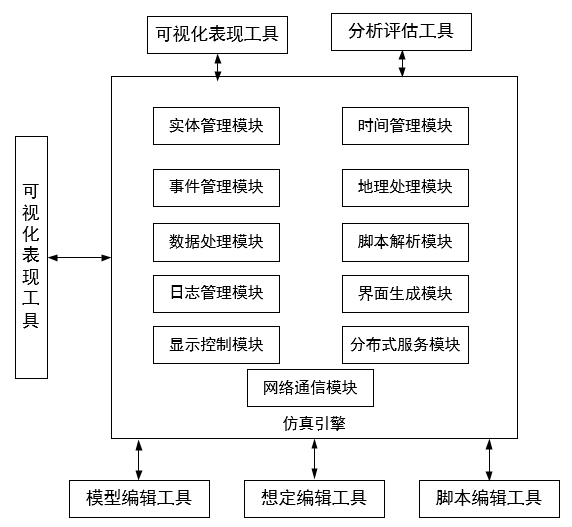 可视化表现工具
分析评估工具
可视化表现工具
实体管理模块
时间管理模块
事件管理模块
地理处理模块
数据处理模块
脚本解析模块
日志管理模块
界面生成模块
显示控制模块
分布式服务模块
网络通信模块
仿真引擎
模型编辑工具
想定编辑工具
脚本编辑工具